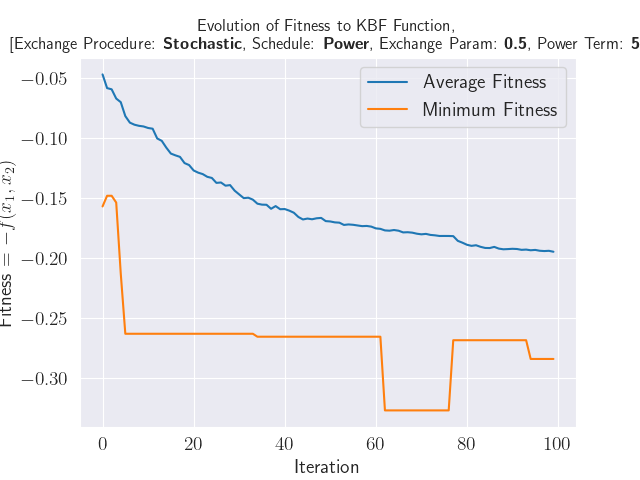 Evolution of Fitness to KBF Function,
[Exchange Procedure: Stochastic, Schedule: Power, Exchange Param: 0.5, Power Term: 5
Average Fitness
Minimum Fitness
Fitness = −f(x₁, x₂)
−0.05
−0.10
−0.15
−0.20
−0.25
−0.30
0 20 40 60 80 100
Iteration